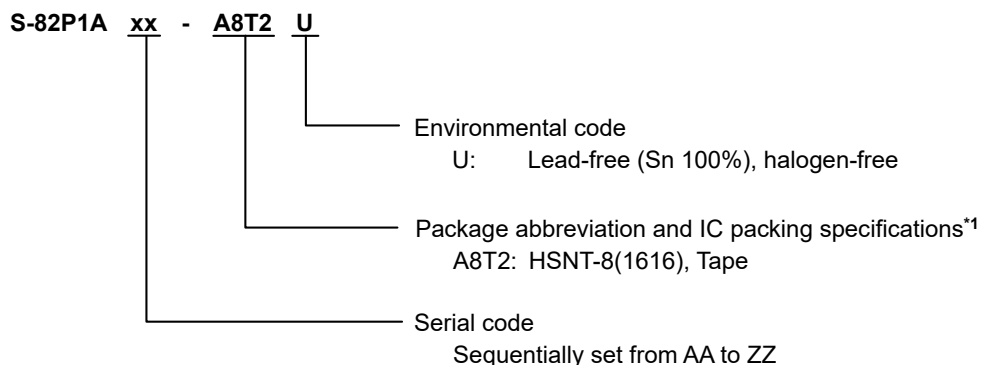 S-82P1A xx - A8T2 U
Environmental code
U: Lead-free (Sn 100%), halogen-free
Package abbreviation and IC packing specifications*1
A8T2: HSNT-8(1616), Tape
Serial code
Sequentially set from AA to ZZ